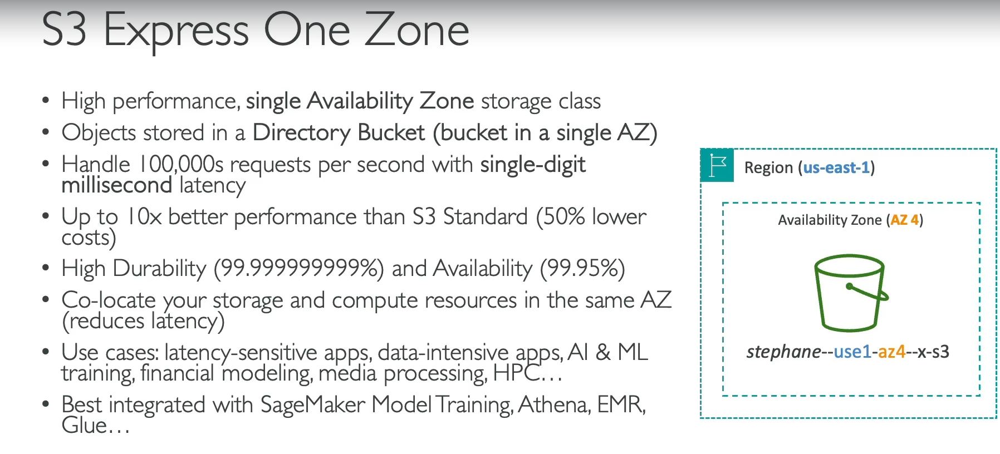 S3 Express One Zone
• High performance, single Availability Zone storage class
• Objects stored in a Directory Bucket (bucket in a single AZ)
• Handle 100,000s requests per second with single-digit
millisecond latency
• Up to 10x better performance than S3 Standard (50% lower
costs)
• High Durability (99.999999999%) and Availability (99.95%)
• Co-locate your storage and compute resources in the same AZ
(reduces latency)
• Use cases: latency-sensitive apps, data-intensive apps, AI & ML
training, financial modeling, media processing, HPC…
• Best integrated with SageMaker Model Training, Athena, EMR,
Glue…
Region (us-east-1)
Availability Zone (AZ 4)
stephane--use1-az4--x-s3